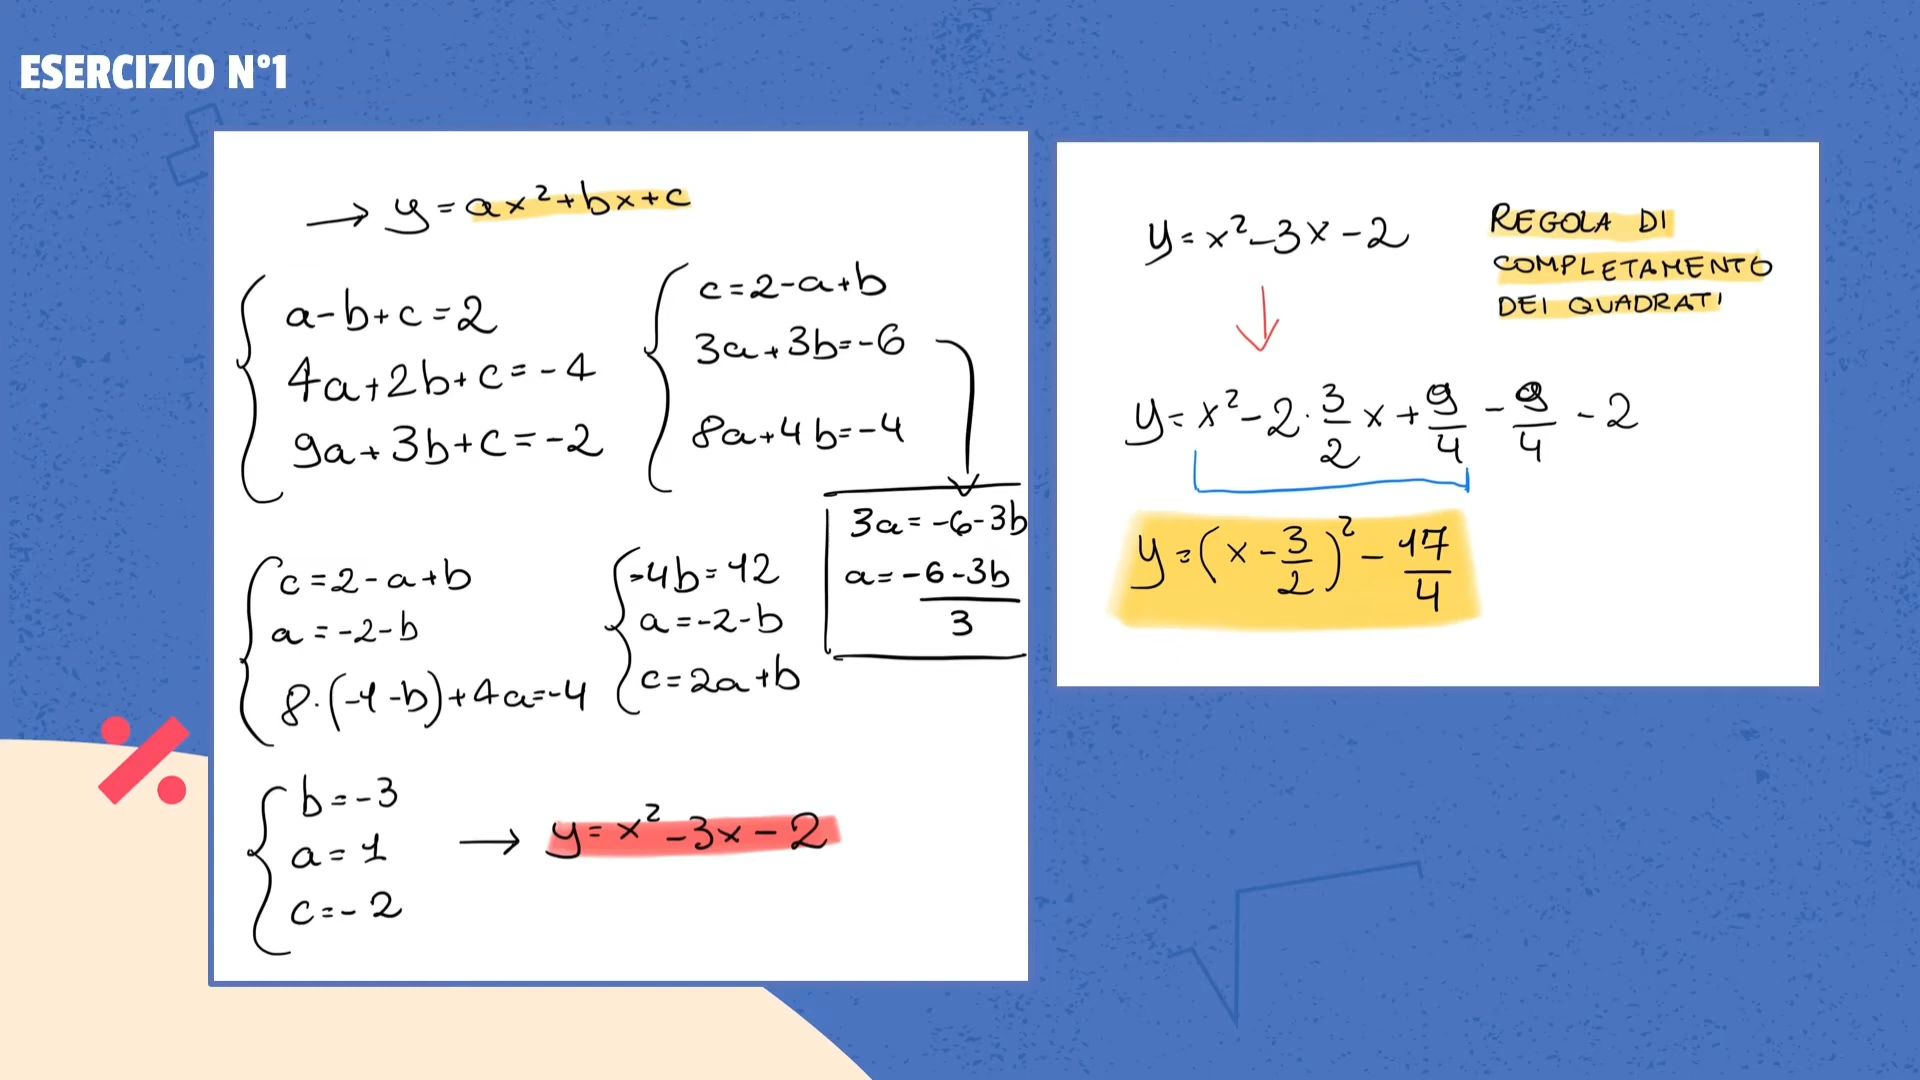 ESERCIZIO N°1
→ y = ax²+bx+c
a-b+c=2
4a+2b+c=-4
9a+3b+c=-2
c=2-a+b
3a+3b=-6
8a+4b=-4
3a=-6-3b
a=-6-3b
3
c=2-a+b
a=-2-b
8·(-1-b)+4a=-4
-4b=12
a=-2-b
c=2a+b
b=-3
a=1
c=-2
→ y=x²-3x-2
y=x²-3x-2
REGOLA DI
COMPLETAMENTO
DEI QUADRATI
y=x²-2·3/2x+9/4-9/4-2
y=(x-3/2)²-17/4